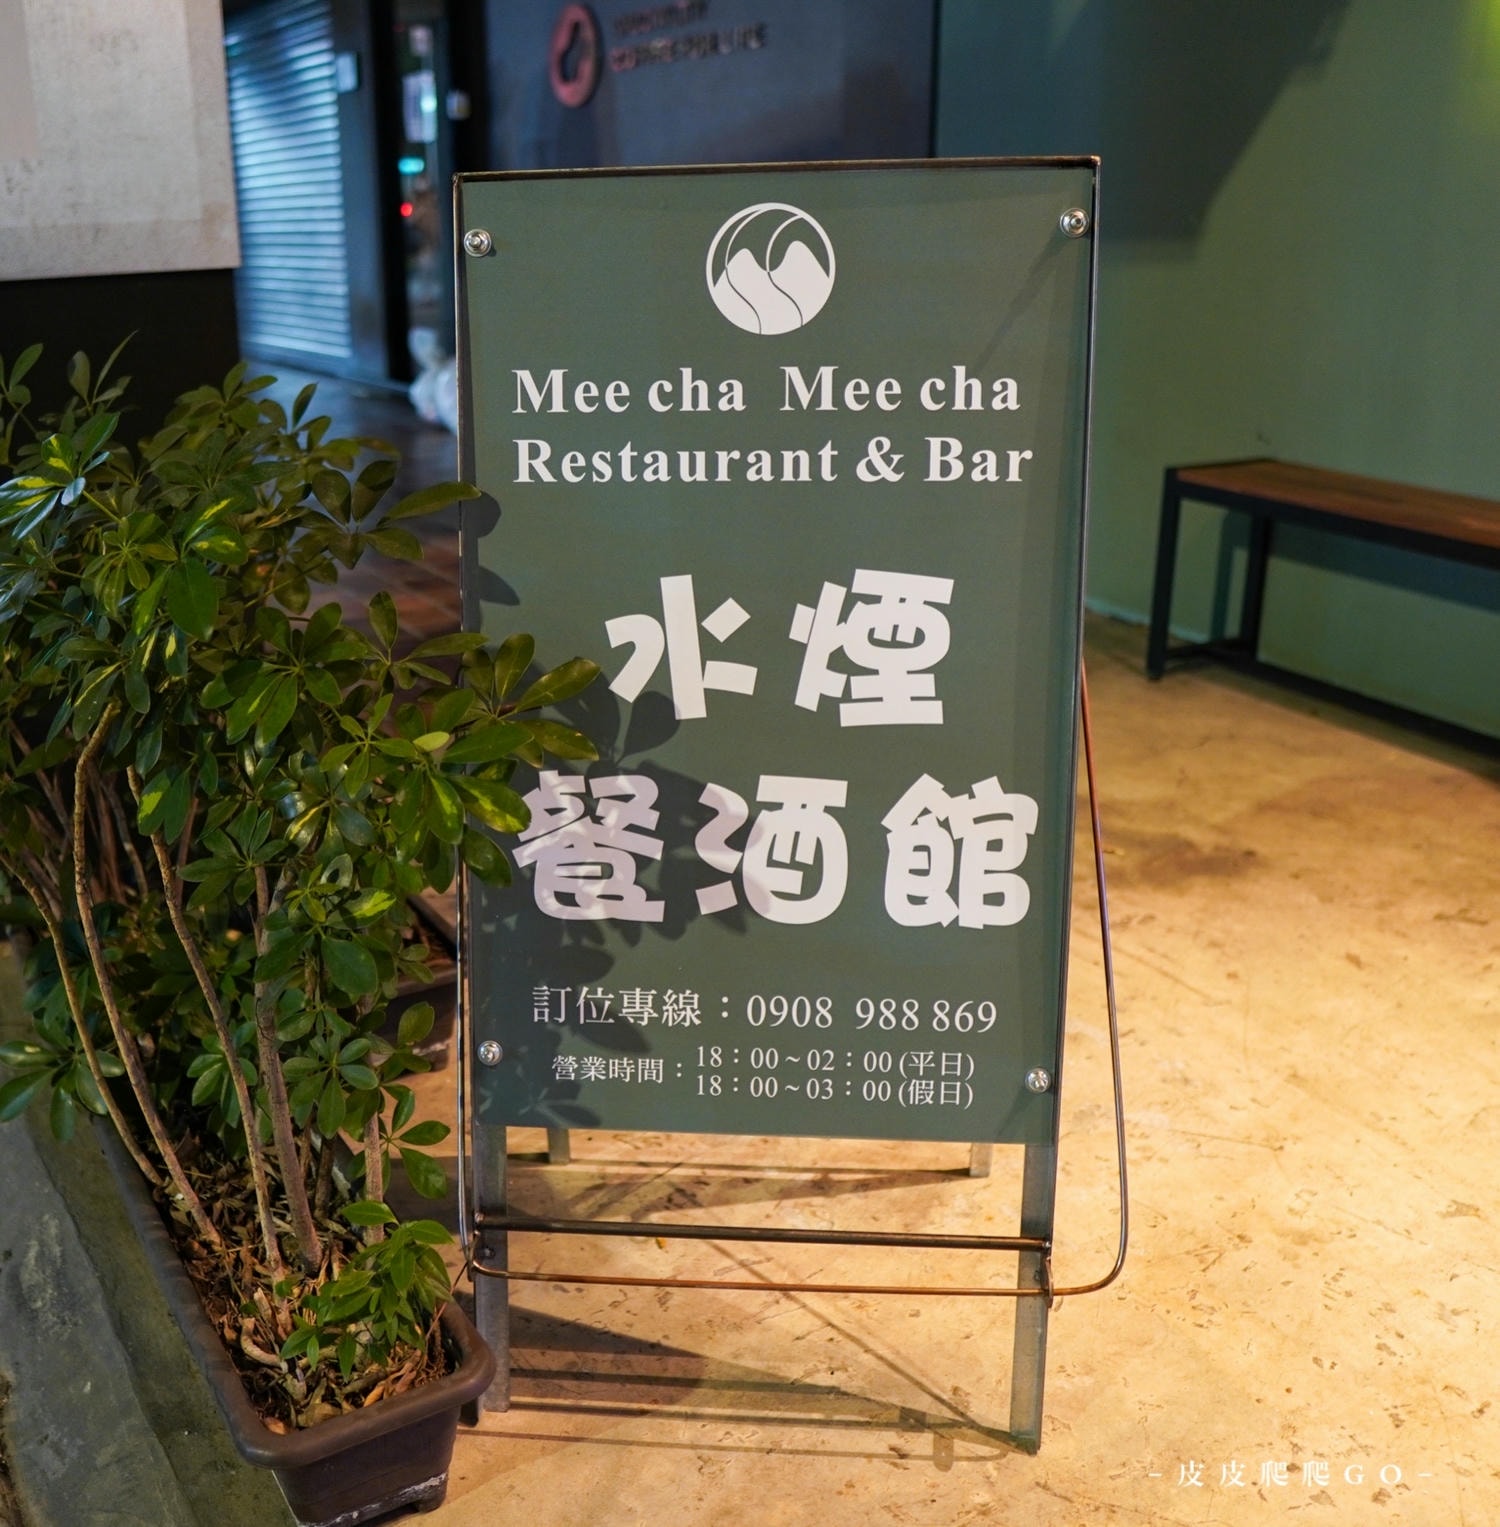 Mee cha Mee cha
Restaurant & Bar
水煙
餐酒館
訂位專線：0908 988 869
營業時間：18：00～02：00(平日)
18：00～03：00(假日)
-皮皮爬爬GO-